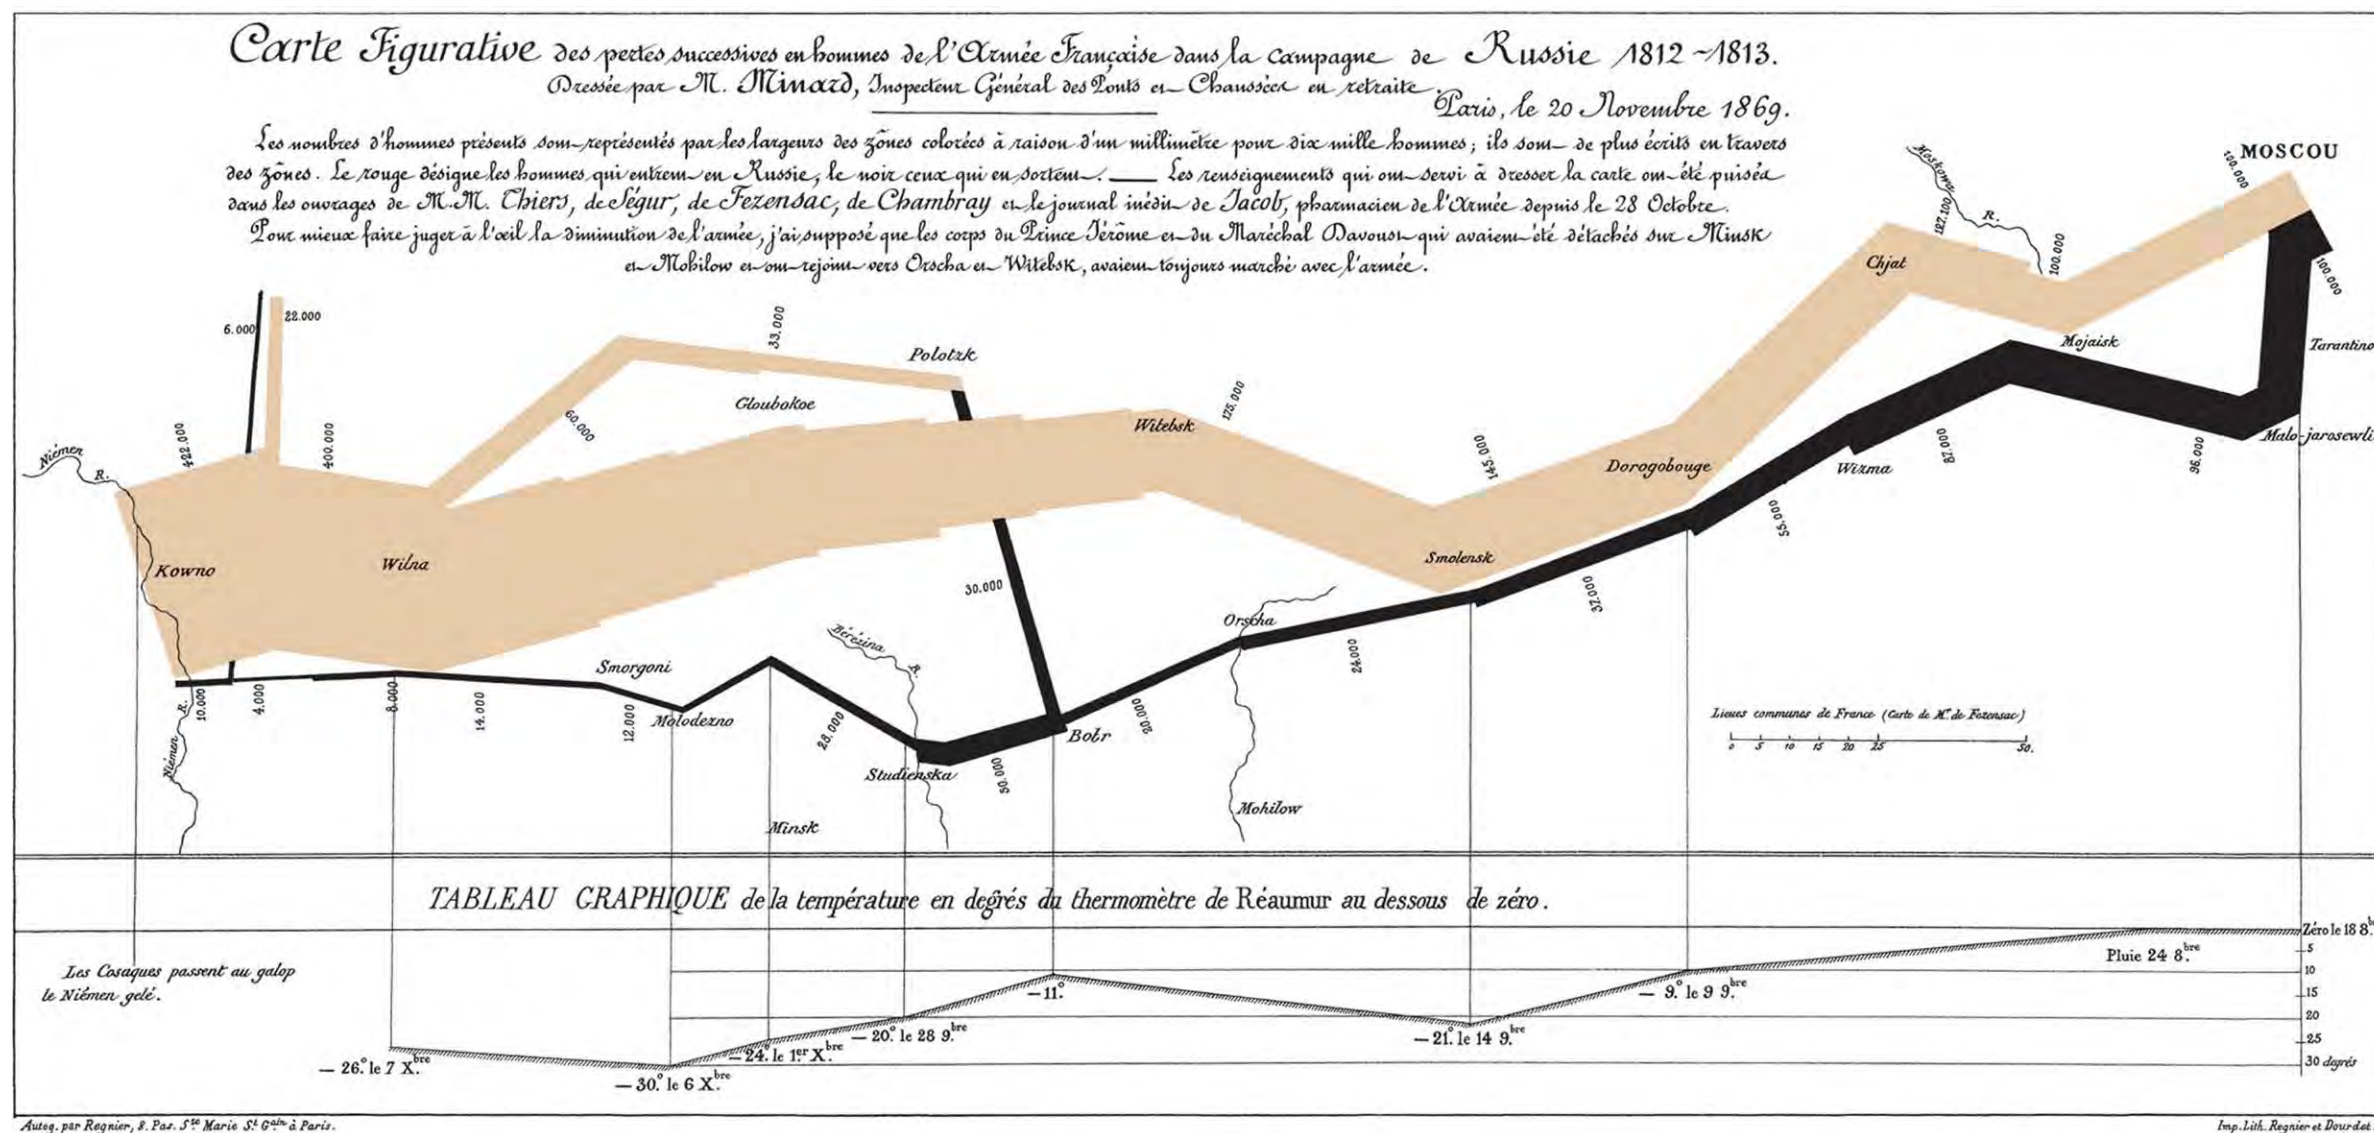 Carte Figurative des pertes successives en hommes de l'Armée Française dans la campagne de Russie 1812~1813.
Dressée par M. Minard, Inspecteur Général des Ponts et Chaussées en retraite.
Paris, le 20 Novembre 1869.
Les nombres d'hommes présents sont représentés par les largeurs des zônes colorées à raison d'un millimètre pour dix mille hommes; ils sont de plus écrits en travers
des zônes. Le rouge désigne les hommes qui entrent en Russie, le noir ceux qui en sortent. — Les renseignements qui ont servi à dresser la carte ont été puisés
dans les ouvrages de M.M. Thiers, de Ségur, de Fezensac, de Chambray et le journal inédit de Jacob, pharmacien de l'Armée depuis le 28 Octobre.
Pour mieux faire juger à l'œil la diminution de l'armée, j'ai supposé que les corps du Prince Jérôme et du Maréchal Davoust qui avaient été détachés sur Minsk
et Mohilow et ont rejoint vers Orscha et Witebsk, avaient toujours marché avec l'armée.
MOSCOU
100.000
Moskowa R.
127.100
100.000
Chjat
100.000
Mojaisk
Tarantino
Malo-jarosewli
6.000
22.000
33.000
Polotzk
Gloubokoe
60.000
422.000
400.000
Niémen R.
Witebsk
175.000
145.000
Dorogobouge
Wixma
82.000
96.000
55.000
Kowno
Wilna
Smolensk
30.000
32.000
Bérézina R.
Orscha
24.000
Smorgoni
Molodezno
10.000
4.000
8.000
14.000
12.000
28.000
Studienska
50.000
Bobr
20.000
Niémen R.
Minsk
Mohilow
Lieues communes de France (Carte de M. de Fezensac)
0 5 10 15 20 25 50.
TABLEAU GRAPHIQUE de la température en degrés du thermomètre de Réaumur au dessous de zéro.
Zéro le 18 8.
Pluie 24 8.bre
5
10
15
20
25
30 degrés
Les Cosaques passent au galop
le Niémen gelé.
— 26.° le 7 X.bre
— 30.° le 6 X.bre
— 24.° le 1er X.bre
— 20.° le 28 9.bre
— 11.°
— 21.° le 14 9.bre
— 9.° le 9 9.bre
Autog. par Regnier, 8. Pas. Ste Marie St Gain à Paris.
Imp. Lith. Regnier et Dourdet